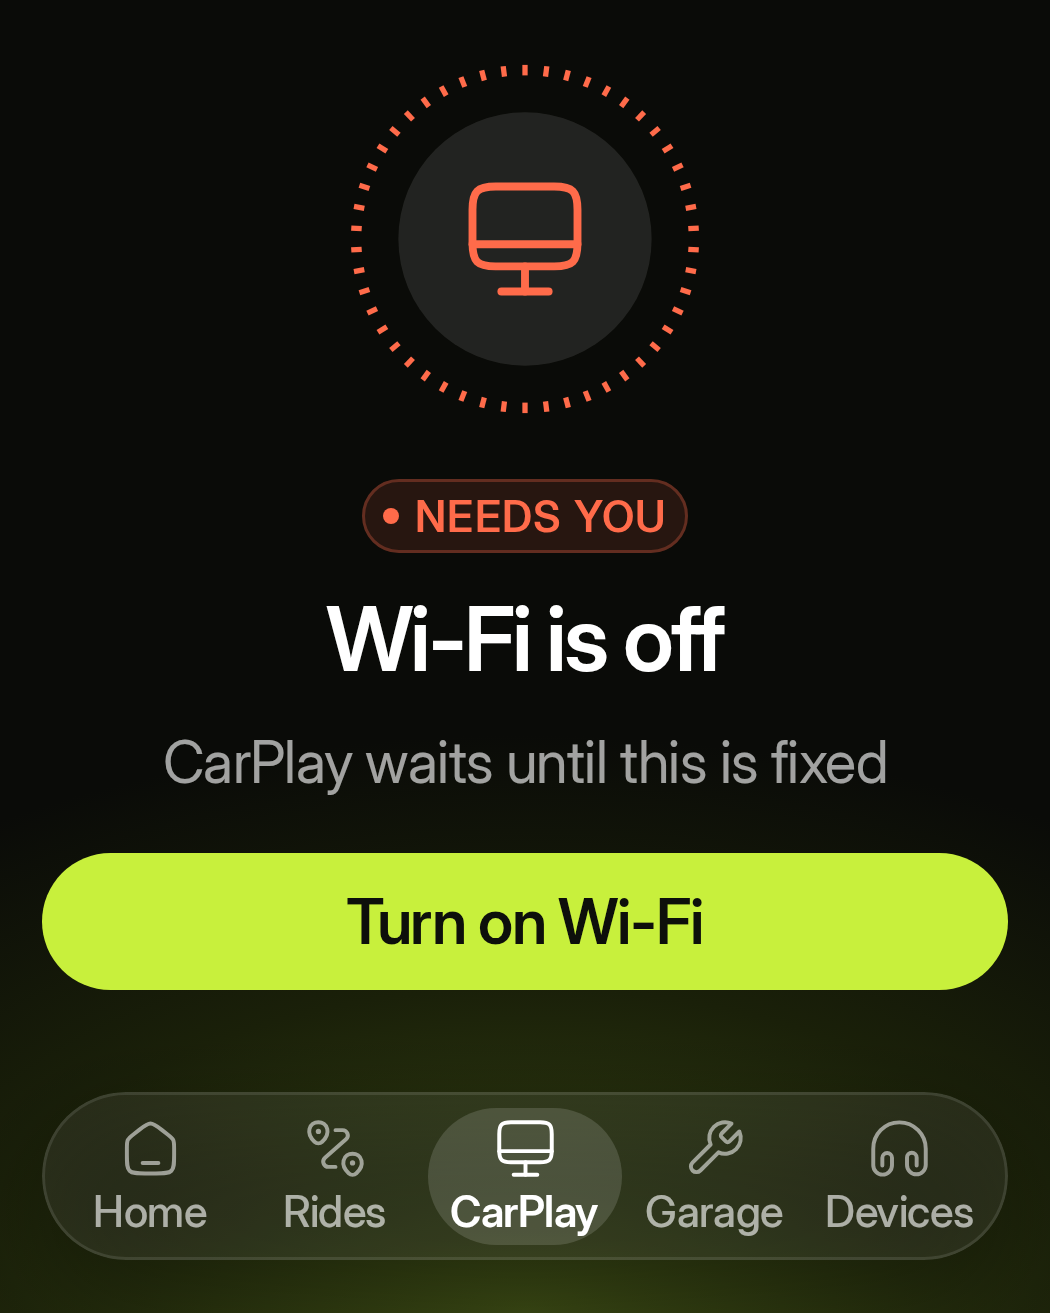 NEEDS YOU
Wi-Fi is off
CarPlay waits until this is fixed
Turn on Wi-Fi
Home Rides CarPlay Garage Devices